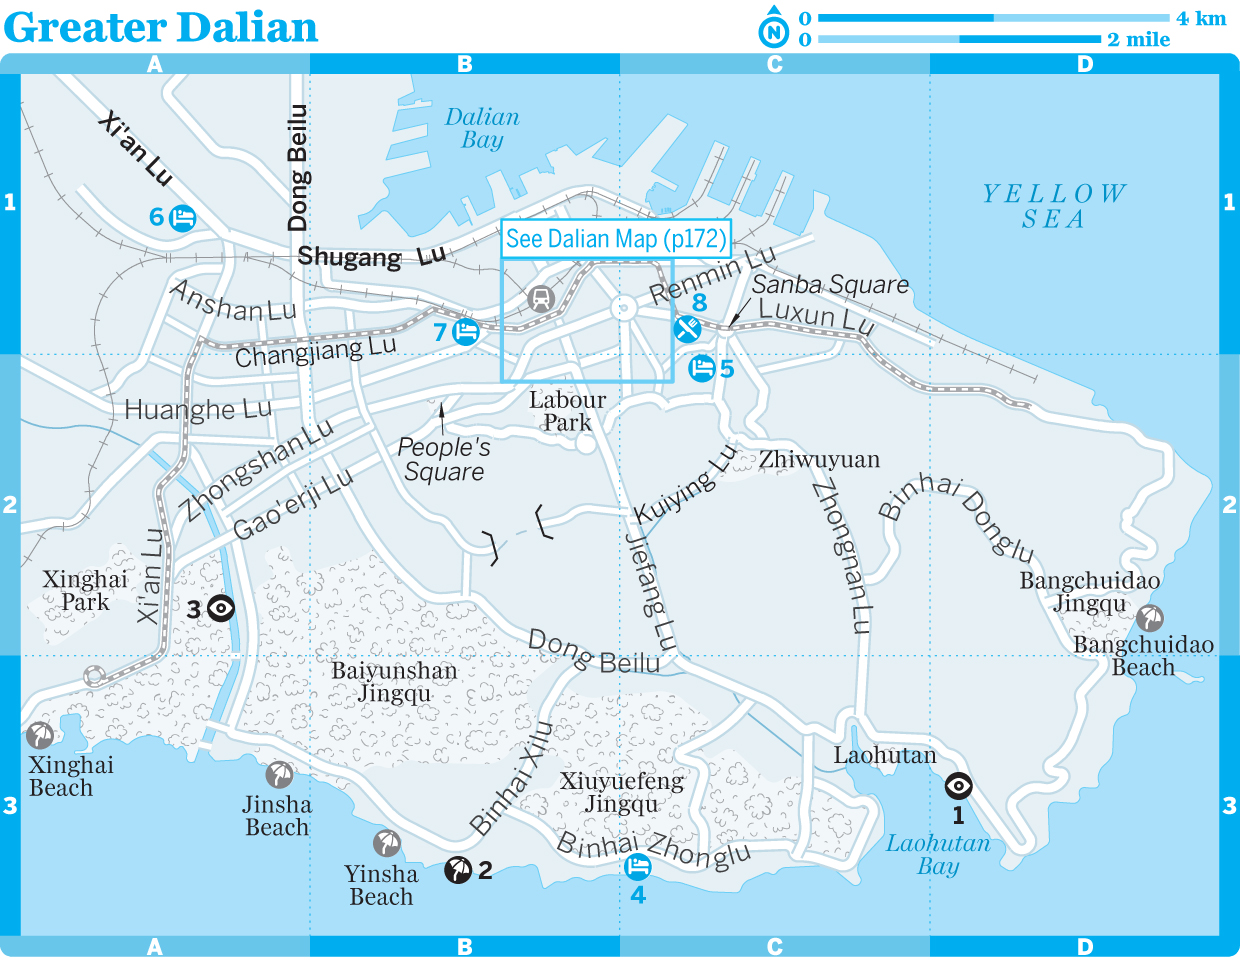 Greater Dalian
N
0
4 km
0
2 mile
A
B
C
D
1
1
2
2
3
3
Xi'an Lu
Dong Beilu
Dalian
Bay
YELLOW
SEA
6
Shugang Lu
See Dalian Map (p172)
Renmin Lu
Sanba Square
Anshan Lu
8
Luxun Lu
7
Changjiang Lu
5
Huanghe Lu
Labour
Park
People's
Square
Zhongshan Lu
Gao'erji Lu
Kuiying Lu
Zhiwuyuan
Zhongnan Lu
Binhai Donglu
Xi'an Lu
Jiefang Lu
Xinghai
Park
3
Bangchuidao
Jingqu
Bangchuidao
Beach
Dong Beilu
Baiyunshan
Jingqu
Binhai Xilu
Xinghai
Beach
Jinsha
Beach
Xiuyuefeng
Jingqu
Laohutan
1
Laohutan
Bay
Binhai Zhonglu
Yinsha
Beach
2
4
A
B
C
D